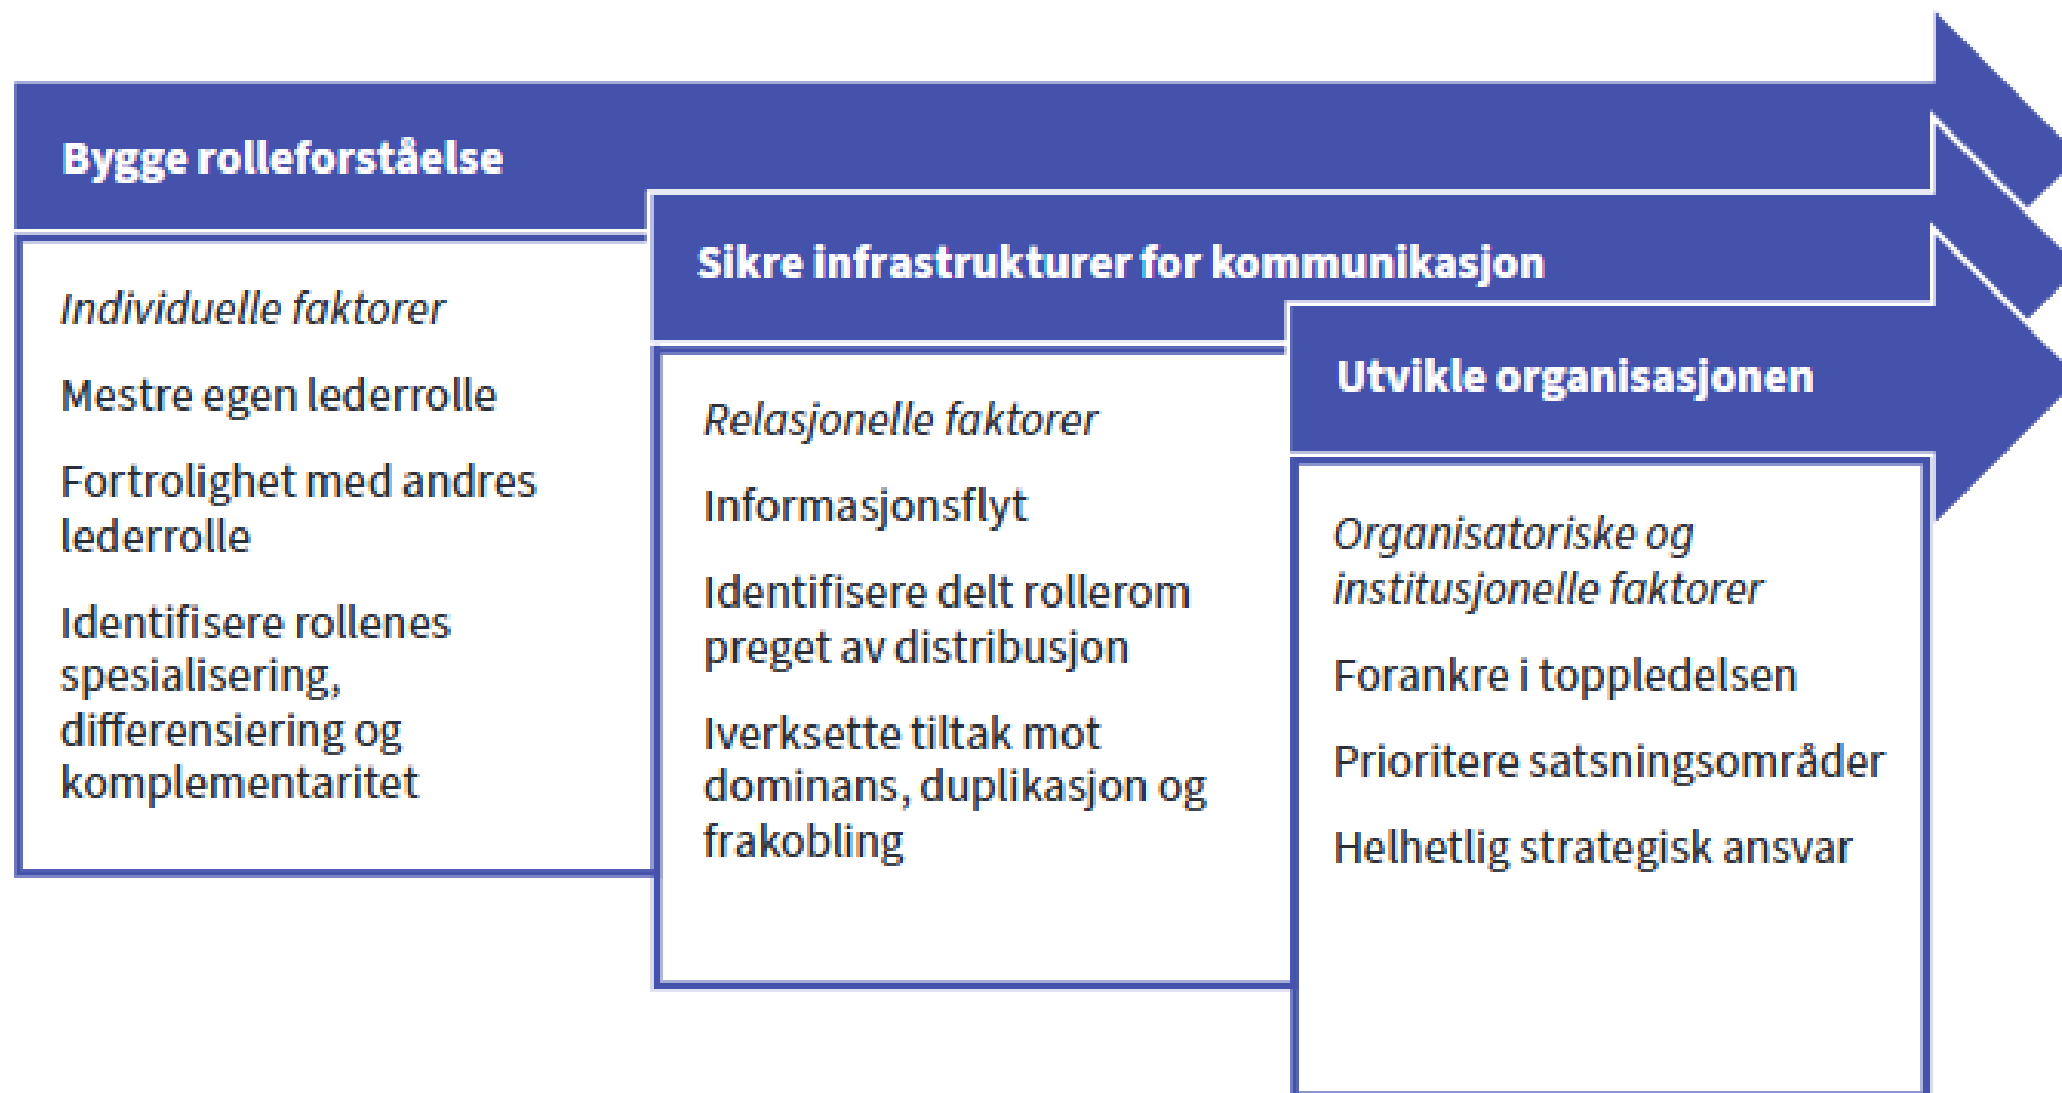 Bygge rolleforståelse
Individuelle faktorer
Mestre egen lederrolle
Fortrolighet med andres
lederrolle
Identifisere rollenes
spesialisering,
differensiering og
komplementaritet
Sikre infrastrukturer for kommunikasjon
Relasjonelle faktorer
Informasjonsflyt
Identifisere delt rollerom
preget av distribusjon
Iverksette tiltak mot
dominans, duplikasjon og
frakobling
Utvikle organisasjonen
Organisatoriske og
institusjonelle faktorer
Forankre i toppledelsen
Prioritere satsningsområder
Helhetlig strategisk ansvar